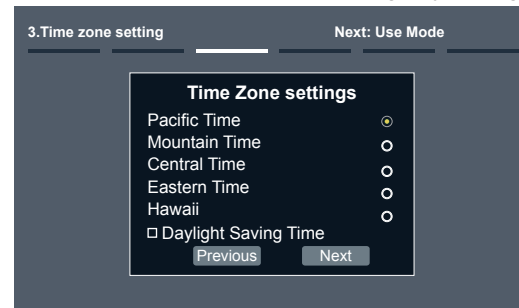 3.Time zone setting Next: Use Mode
Time Zone settings
Pacific Time
Mountain Time
Central Time
Eastern Time
Hawaii
Daylight Saving Time
Previous Next